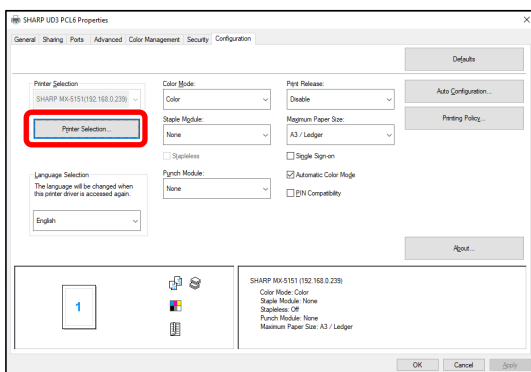 SHARP UD3 PCL6 Properties
General Sharing Ports Advanced Color Management Security Configuration
Defaults
Printer Selection
SHARP MX-5151(192.168.0.239)
Printer Selection...
Color Mode:
Color
Print Release:
Disable
Auto Configuration...
Staple Module:
None
Maximum Paper Size:
A3 / Ledger
Printing Policy...
Stapleless
Single Sign-on
Language Selection
The language will be changed when
this printer driver is accessed again.
English
Punch Module:
None
Automatic Color Mode
PIN Compatibility
About...
1
SHARP MX-5151 (192.168.0.239)
Color Mode: Color
Staple Module: None
Stapleless: Off
Punch Module: None
Maximum Paper Size: A3 / Ledger
OK Cancel Apply